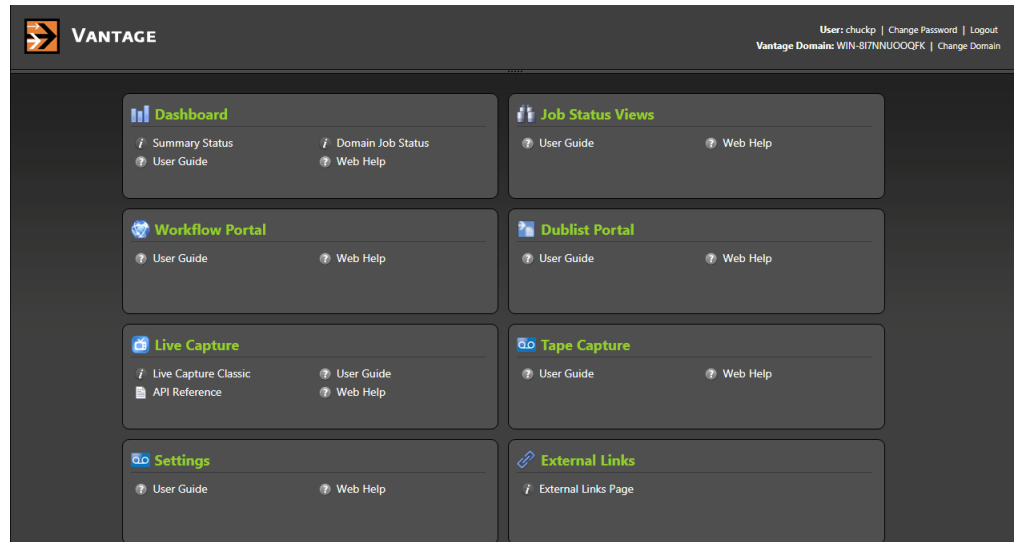 VANTAGE
User: chuckp | Change Password | Logout
Vantage Domain: WIN-8I7NNUOOQFK | Change Domain
Dashboard
Summary Status
Domain Job Status
User Guide
Web Help
Job Status Views
User Guide
Web Help
Workflow Portal
User Guide
Web Help
Dublist Portal
User Guide
Web Help
Live Capture
Live Capture Classic
User Guide
API Reference
Web Help
Tape Capture
User Guide
Web Help
Settings
User Guide
Web Help
External Links
External Links Page